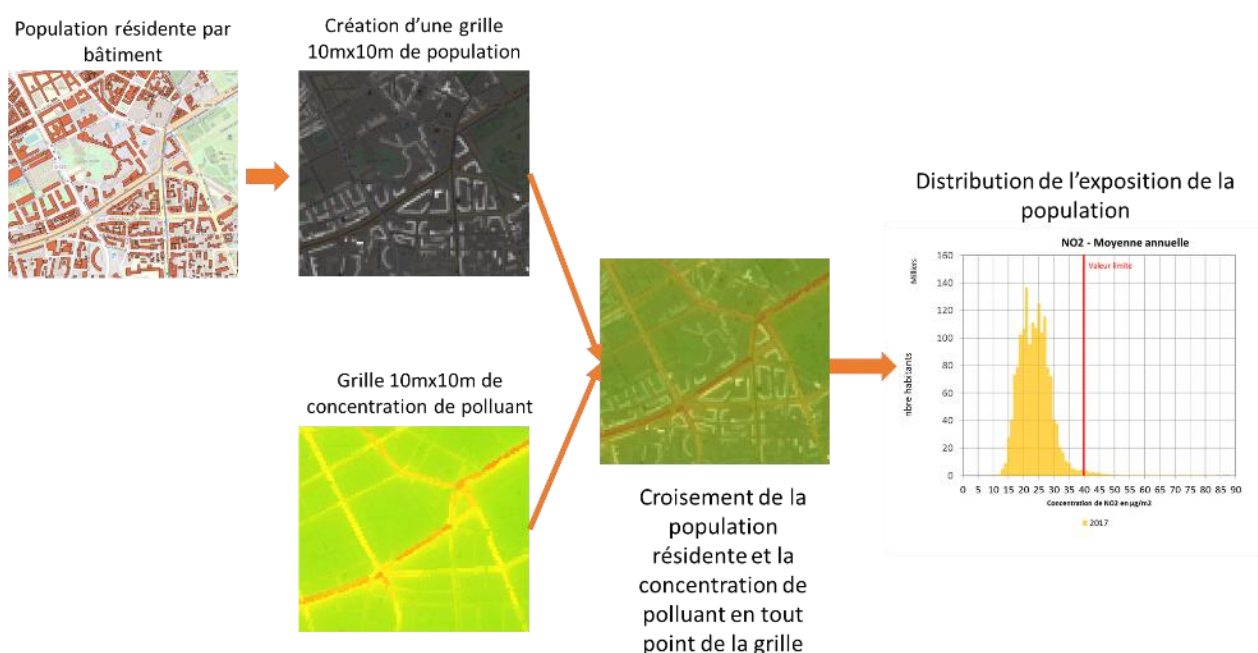 Population résidente par
bâtiment
Création d'une grille
10mx10m de population
Grille 10mx10m de
concentration de polluant
Croisement de la
population
résidente et la
concentration de
polluant en tout
point de la grille
Distribution de l'exposition de la
population
NO2 - Moyenne annuelle
Valeur limite
Milliers
nbre habitants
160
140
120
100
80
60
40
20
0
0 5 10 15 20 25 30 35 40 45 50 55 60 65 70 75 80 85 90
Concentration de NO2 en µg/m2
2017